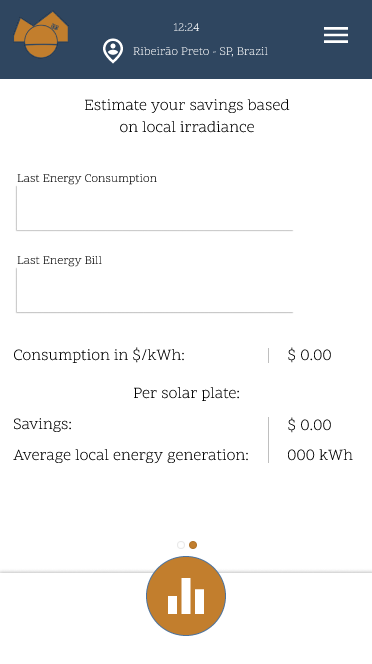 12:24
Ribeirão Preto - SP, Brazil
Estimate your savings based
on local irradiance
Last Energy Consumption
Last Energy Bill
Consumption in $/kWh: $ 0.00
Per solar plate:
Savings: $ 0.00
Average local energy generation: 000 kWh